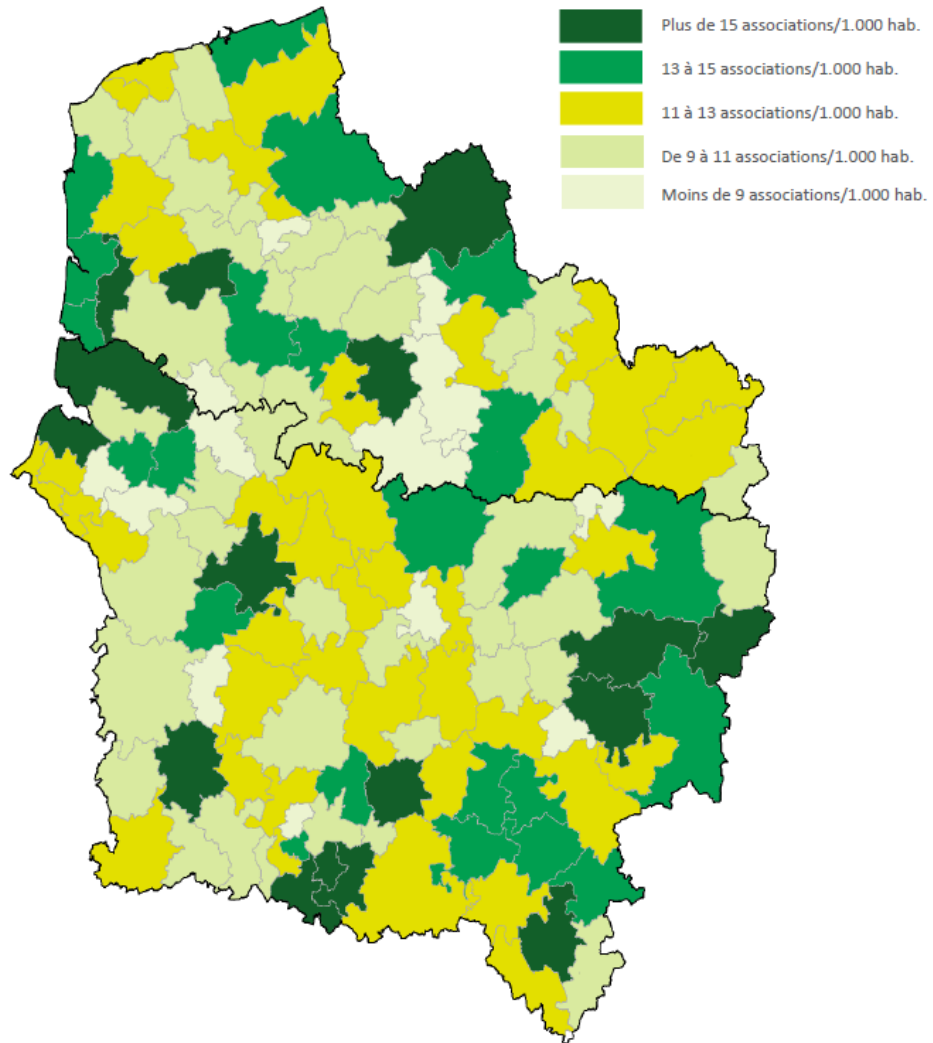 Plus de 15 associations/1.000 hab.
13 à 15 associations/1.000 hab.
11 à 13 associations/1.000 hab.
De 9 à 11 associations/1.000 hab.
Moins de 9 associations/1.000 hab.